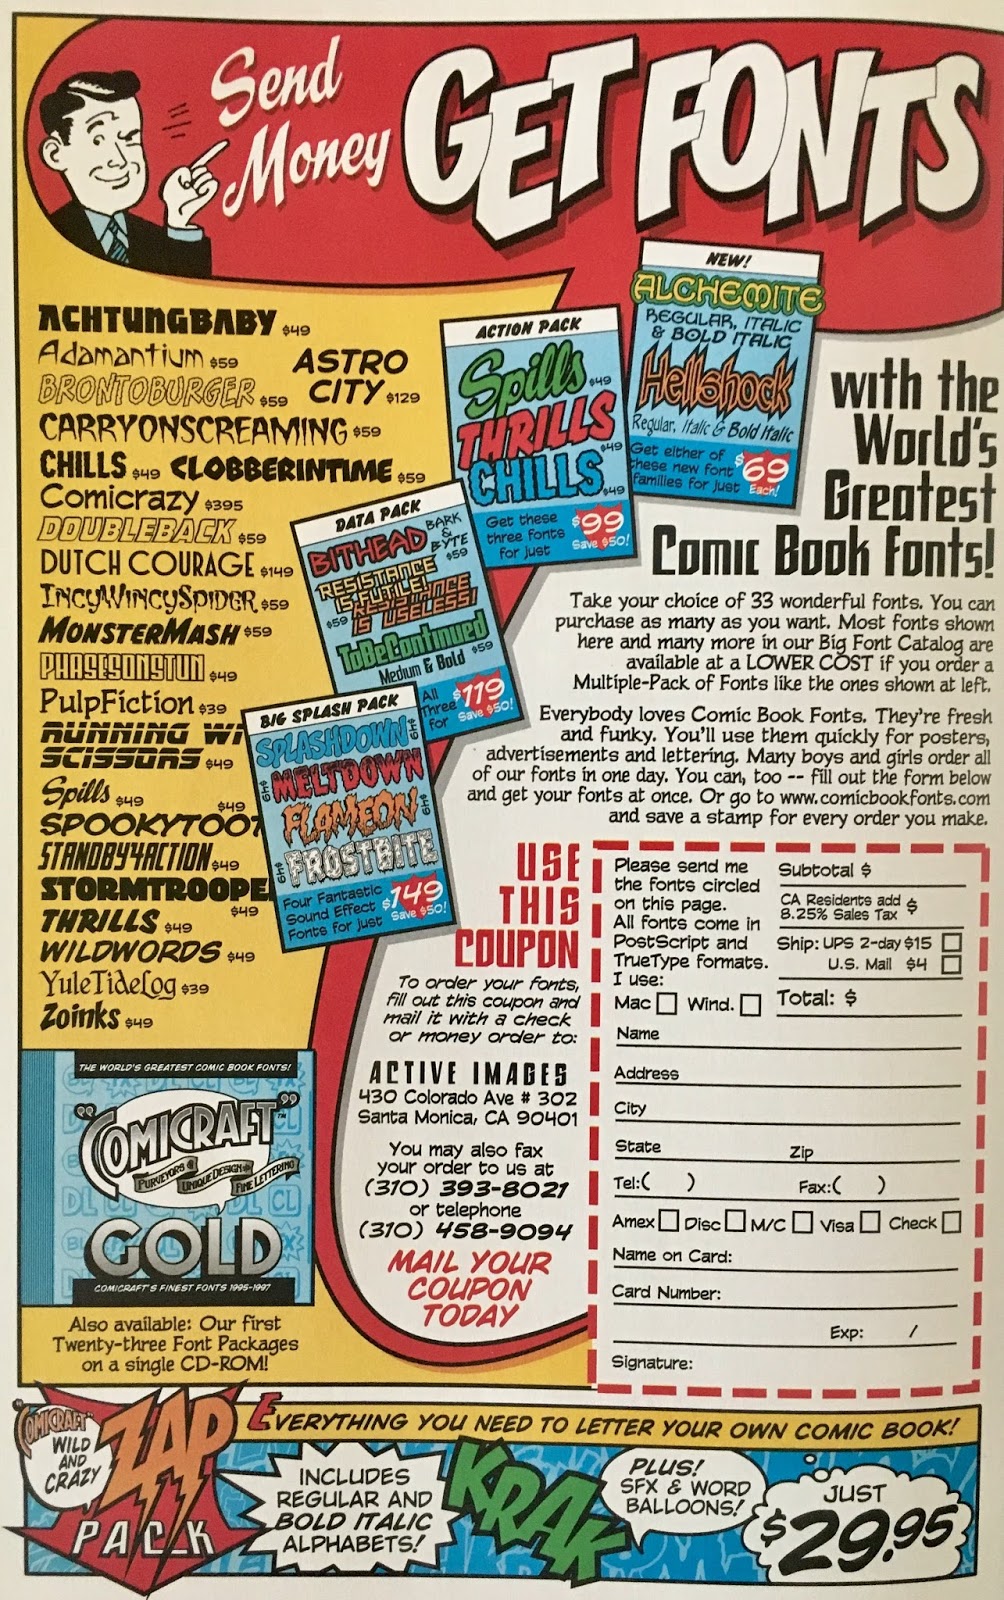 Send
Money
GET FONTS
with the
World's
Greatest
Comic Book Fonts!
ACHTUNGBABY $49
Adamantium $59
ASTRO
CITY $129
BRONTOBURGER $59
CARRYONSCREAMING $59
CHILLS $49 CLOBBERINTIME $59
Comicrazy $395
DOUBLEBACK $59
DUTCH COURAGE $149
INCYWINCYSPIDER $59
MONSTERMASH $59
PHASESONSTUN $49
PulpFiction $39
RUNNING WI
SCISSORS $49
Spills $49
$49
SPOOKYTOOT
STANDBY4ACTION $49
STORMTROOPE
$49
THRILLS $49
WILDWORDS $49
YuleTideLog $39
Zoinks $49
NEW!
ALCHEMITE
REGULAR, ITALIC
& BOLD ITALIC
Hellshock
Regular, Italic & Bold Italic
Get either of
these new font
families for just
$69
Each!
ACTION PACK
Spills $49
THRILLS $49
CHILLS $49
Get these
three fonts
for just
$99
Save $50!
DATA PACK
BITHEAD BARK
&
BYTE
$59
RESISTANCE
IS FUTILE!
RESISTANCE
IS USELESS!
$59
ToBeContinued
Medium & Bold $59
All
Three
for
$119
Save $50!
BIG SPLASH PACK
SPLASHDOWN $49
MELTDOWN
$49
FLAMEON $49
FROSTBITE
$49
Four Fantastic
Sound Effect
Fonts for just
$149
Save $50!
Take your choice of 33 wonderful fonts. You can
purchase as many as you want. Most fonts shown
here and many more in our Big Font Catalog are
available at a LOWER COST if you order a
Multiple-Pack of Fonts like the ones shown at left.
Everybody loves Comic Book Fonts. They're fresh
and funky. You'll use them quickly for posters,
advertisements and lettering. Many boys and girls order all
of our fonts in one day. You can, too -- fill out the form below
and get your fonts at once. Or go to www.comicbookfonts.com
and save a stamp for every order you make.
USE
THIS
COUPON
To order your fonts,
fill out this coupon and
mail it with a check
or money order to:
ACTIVE IMAGES
430 Colorado Ave # 302
Santa Monica, CA 90401
You may also fax
your order to us at
(310) 393-8021
or telephone
(310) 458-9094
MAIL YOUR
COUPON
TODAY
Please send me
the fonts circled
on this page.
All fonts come in
PostScript and
TrueType formats.
I use:
Mac Wind.
Subtotal $
CA Residents add
8.25% Sales Tax $
Ship: UPS 2-day $15
U.S. Mail $4
Total: $
Name
Address
City
State Zip
Tel:( ) Fax:( )
Amex Disc M/C Visa Check
Name on Card:
Card Number:
Exp: /
Signature:
THE WORLD'S GREATEST COMIC BOOK FONTS!
"COMICRAFT"™
PURVEYORS of UNIQUE DESIGN and FINE LETTERING
GOLD
COMICRAFT'S FINEST FONTS 1995-1997
Also available: Our first
Twenty-three Font Packages
on a single CD-ROM!
"COMICRAFT"
WILD
AND
CRAZY
ZAP
PACK
EVERYTHING YOU NEED TO LETTER YOUR OWN COMIC BOOK!
INCLUDES
REGULAR AND
BOLD ITALIC
ALPHABETS!
KRAK
PLUS!
SFX & WORD
BALLOONS!
JUST
$29.95